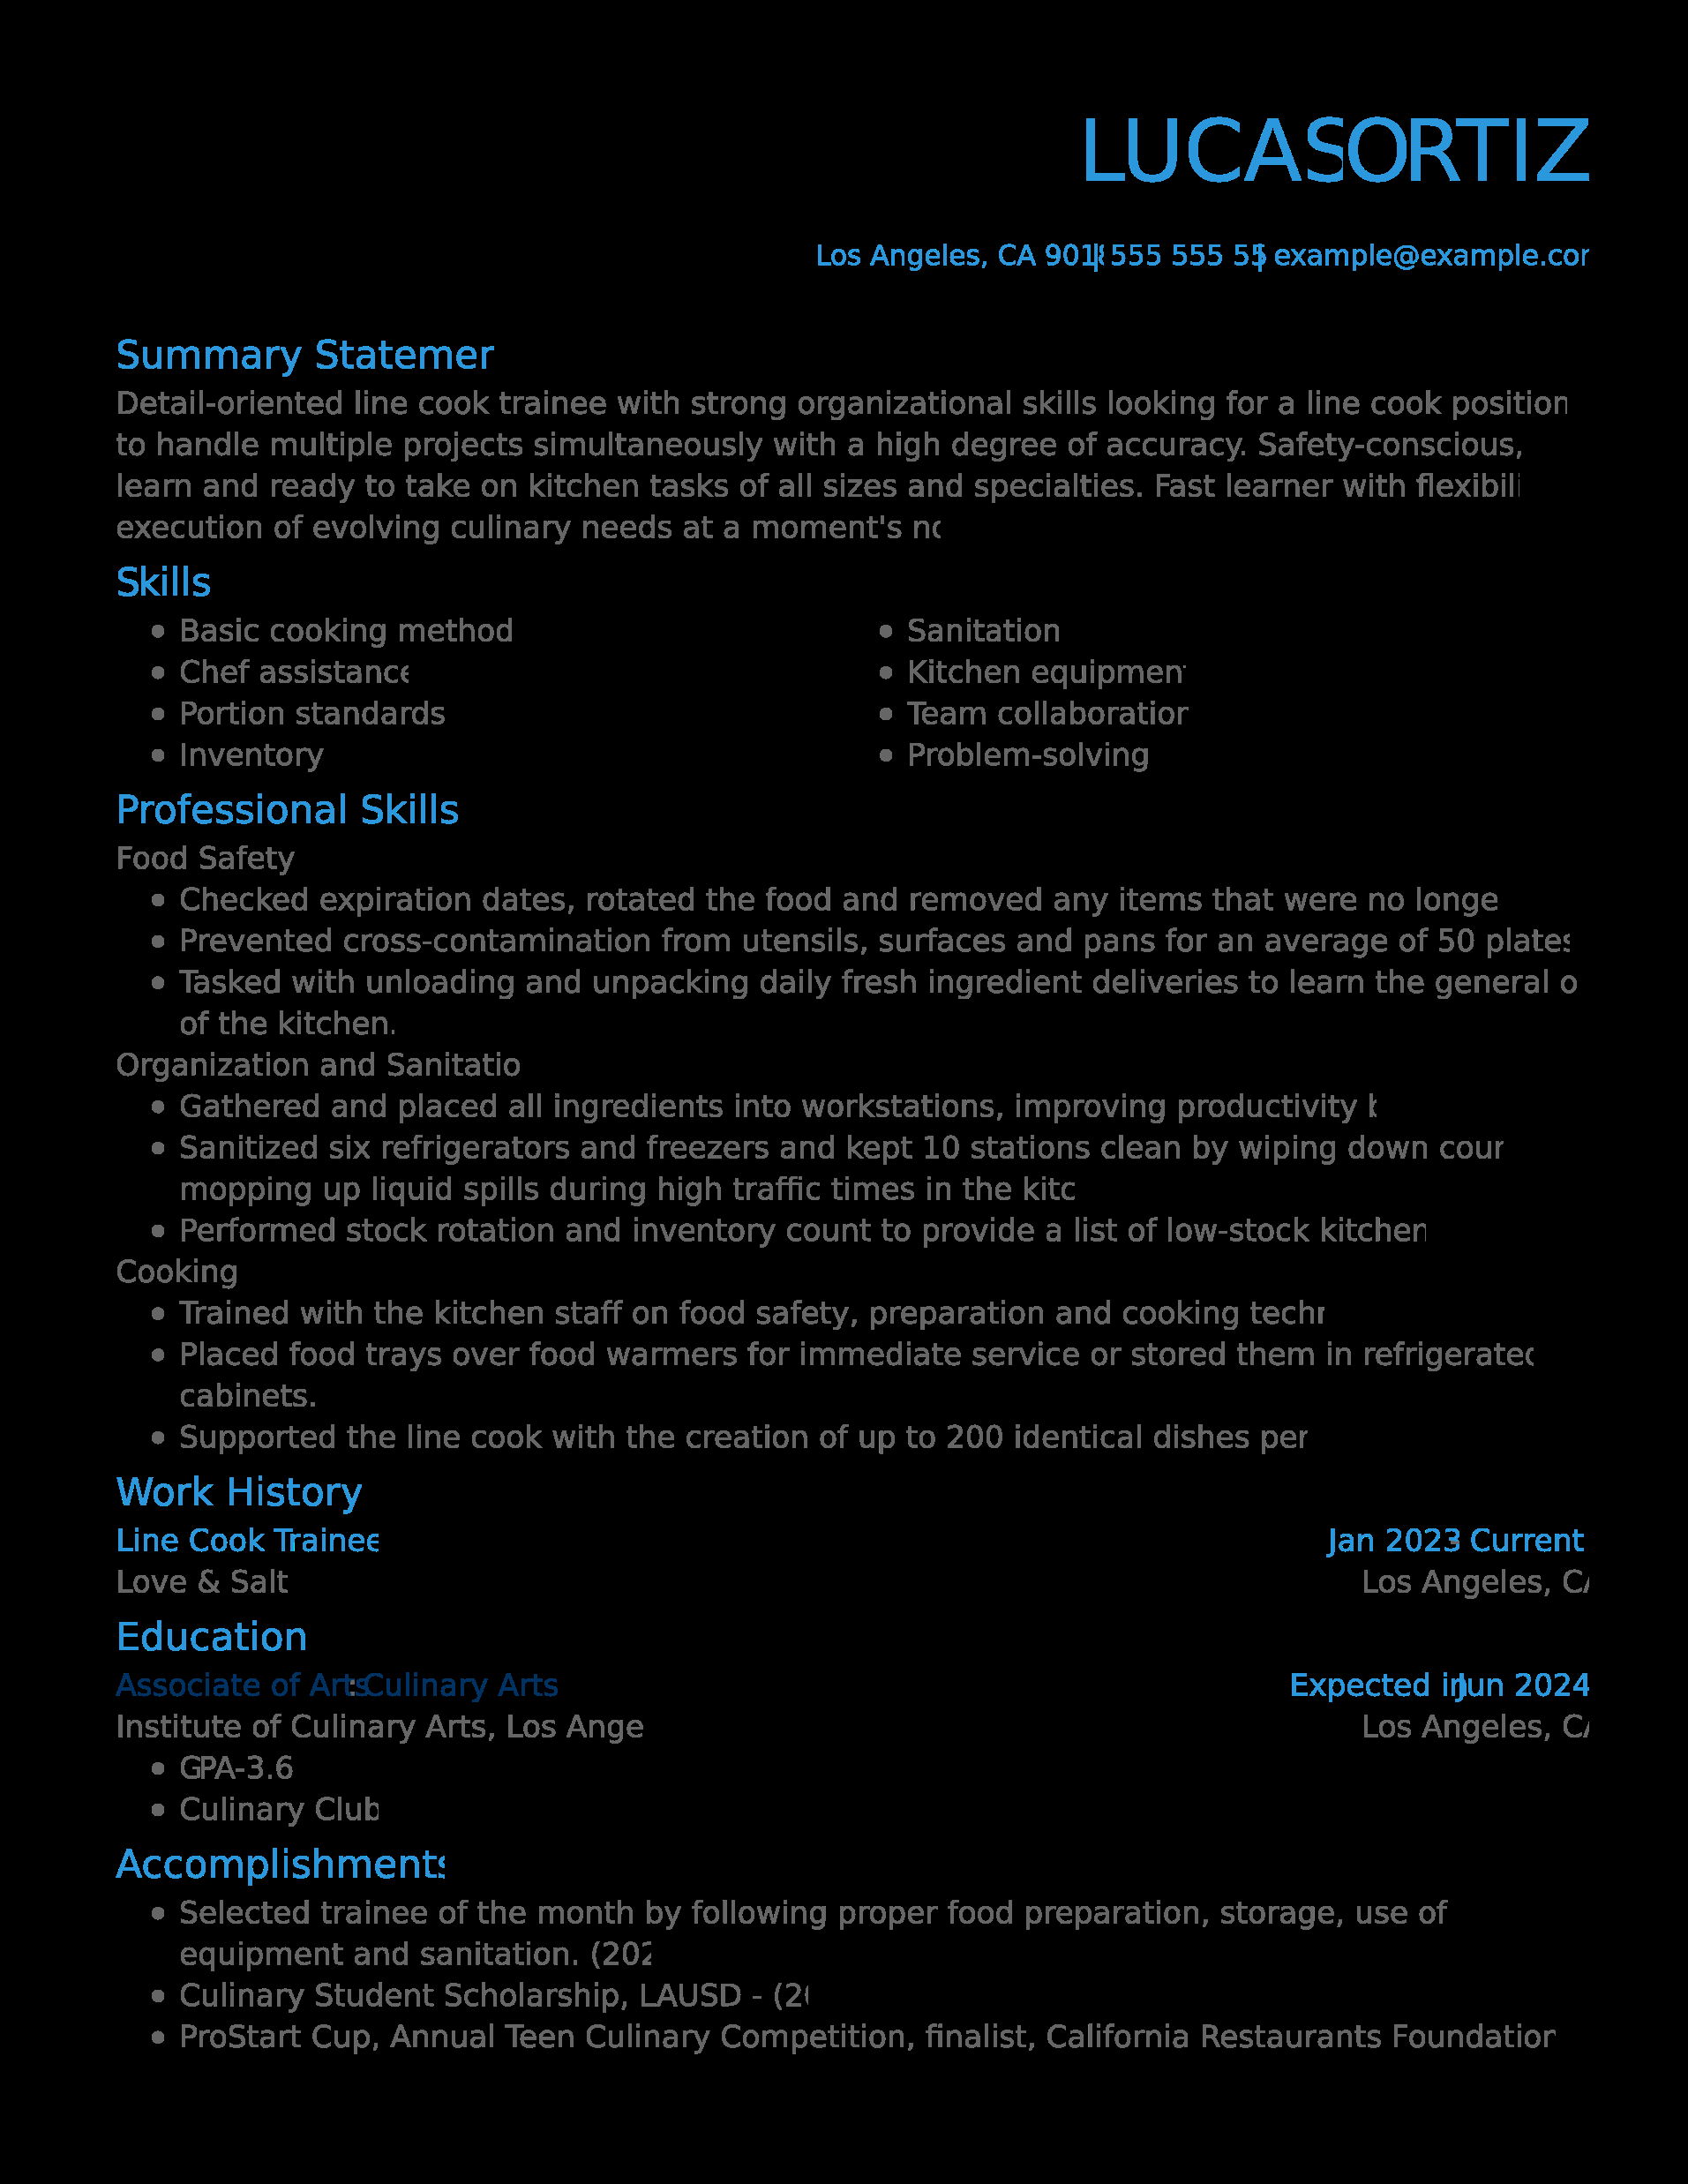 LUCAS ORTIZ
Los Angeles, CA | 555 555 | example@example.com
Summary
Detail-oriented line cook trainee with strong organizational skills looking for a line cook position
to handle multiple projects simultaneously with a high degree of accuracy. Safety-conscious,
learn and ready to take on kitchen tasks of all sizes and specialties. Fast learner with
execution of evolving culinary needs at a moment's
Skills
• Basic cooking method
• Chef assistance
• Portion standards
• Inventory
• Sanitation
• Kitchen equipment
• Team collaboration
• Problem-solving
Professional Skills
Food Safety
• Checked expiration dates, rotated the food and removed any items that were no longe
• Prevented cross-contamination from utensils, surfaces and pans for an average of 50 plates
• Tasked with unloading and unpacking daily fresh ingredient deliveries to learn the general o
of the kitchen.
Organization and Sanitatio
• Gathered and placed all ingredients into workstations, improving productivity
• Sanitized six refrigerators and freezers and kept 10 stations clean by wiping down
mopping up liquid spills during high traffic times in the kitc
• Performed stock rotation and inventory count to provide a list of low-stock kitchen
Cooking
• Trained with the kitchen staff on food safety, preparation and cooking
• Placed food trays over food warmers for immediate service or stored them in refrigerated
cabinets.
• Supported the line cook with the creation of up to 200 identical dishes per
Work History
Line Cook Trainee
Jan 2023 Current
Love & Salt
Los Angeles, CA
Education
Associate of Arts: Culinary Arts
Expected in Jun 2024
Institute of Culinary Arts, Los Ange
Los Angeles, CA
• GPA-3.6
• Culinary Club
Accomplishments
• Selected trainee of the month by following proper food preparation, storage, use of
equipment and sanitation. (202
• Culinary Student Scholarship, LAUSD -
• ProStart Cup, Annual Teen Culinary Competition, finalist, California Restaurants Foundation